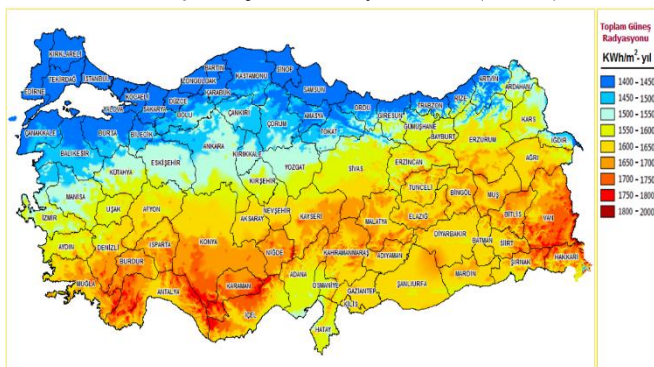 Toplam Güneş
Radyasyonu
KWh/m²- yıl
1400 - 1450
1450 - 1500
1500 - 1550
1550 - 1600
1600 - 1650
1650 - 1700
1700 - 1750
1750 - 1800
1800 - 2000
KIRKLARELİ
EDİRNE
TEKİRDAĞ
İSTANBUL
KOCAELİ
SAKARYA
DÜZCE
BOLU
ZONGULDAK
BARTIN
KARABÜK
KASTAMONU
SİNOP
SAMSUN
ORDU
GİRESUN
TRABZON
RİZE
ARTVİN
ARDAHAN
KARS
IĞDIR
ÇANAKKALE
BALIKESİR
BURSA
BİLECİK
ESKİŞEHİR
KÜTAHYA
ANKARA
ÇANKIRI
ÇORUM
AMASYA
TOKAT
KIRIKKALE
YOZGAT
KIRŞEHİR
SİVAS
GÜMÜŞHANE
BAYBURT
ERZİNCAN
ERZURUM
AĞRI
MANİSA
İZMİR
UŞAK
AFYON
AYDIN
DENİZLİ
ISPARTA
BURDUR
MUĞLA
ANTALYA
KONYA
AKSARAY
NEVŞEHİR
KAYSERİ
NİĞDE
KARAMAN
İÇEL
ADANA
OSMANİYE
HATAY
KAHRAMANMARAŞ
MALATYA
ADIYAMAN
GAZİANTEP
KİLİS
ŞANLIURFA
ELAZIĞ
TUNCELİ
BİNGÖL
MUŞ
BİTLİS
VAN
DİYARBAKIR
BATMAN
SİİRT
MARDİN
ŞIRNAK
HAKKARİ